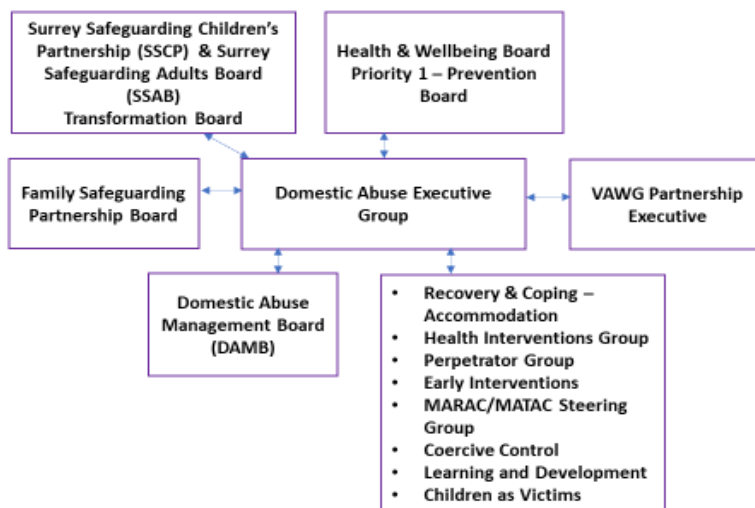 Surrey Safeguarding Children's
Partnership (SSCP) & Surrey
Safeguarding Adults Board
(SSAB)
Transformation Board
Health & Wellbeing Board
Priority 1 – Prevention
Board
Family Safeguarding
Partnership Board
Domestic Abuse Executive
Group
VAWG Partnership
Executive
Domestic Abuse
Management Board
(DAMB)
• Recovery & Coping –
Accommodation
• Health Interventions Group
• Perpetrator Group
• Early Interventions
• MARAC/MATAC Steering
Group
• Coercive Control
• Learning and Development
• Children as Victims